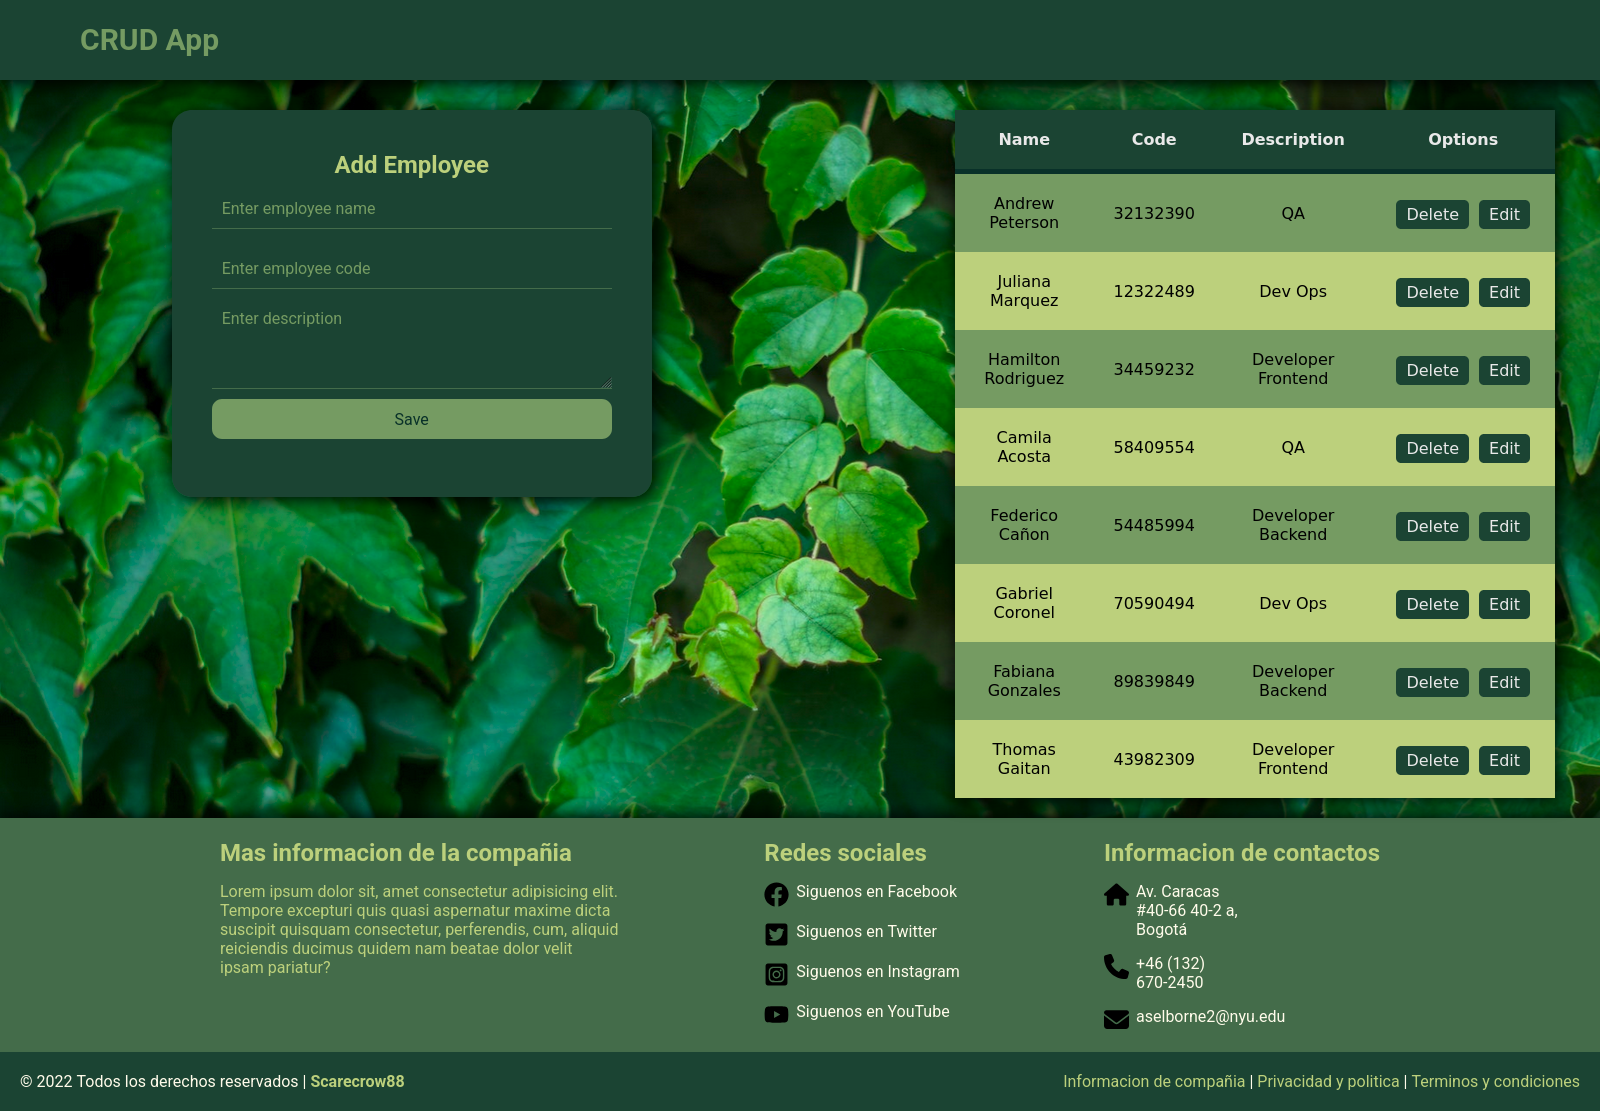 CRUD App
Add Employee
Enter employee name
Enter employee code
Enter description
Save
Name Code Description Options
Andrew
Peterson
32132390 QA Delete Edit
Juliana
Marquez
12322489 Dev Ops Delete Edit
Hamilton
Rodriguez
34459232
Developer
Frontend
Delete Edit
Camila
Acosta
58409554 QA Delete Edit
Federico
Cañon
54485994
Developer
Backend
Delete Edit
Gabriel
Coronel
70590494 Dev Ops Delete Edit
Fabiana
Gonzales
89839849
Developer
Backend
Delete Edit
Thomas
Gaitan
43982309
Developer
Frontend
Delete Edit
Mas informacion de la compañia
Lorem ipsum dolor sit, amet consectetur adipisicing elit.
Tempore excepturi quis quasi aspernatur maxime dicta
suscipit quisquam consectetur, perferendis, cum, aliquid
reiciendis ducimus quidem nam beatae dolor velit
ipsam pariatur?
Redes sociales
Siguenos en Facebook
Siguenos en Twitter
Siguenos en Instagram
Siguenos en YouTube
Informacion de contactos
Av. Caracas
#40-66 40-2 a,
Bogotá
+46 (132)
670-2450
aselborne2@nyu.edu
© 2022 Todos los derechos reservados | Scarecrow88
Informacion de compañia | Privacidad y politica | Terminos y condiciones